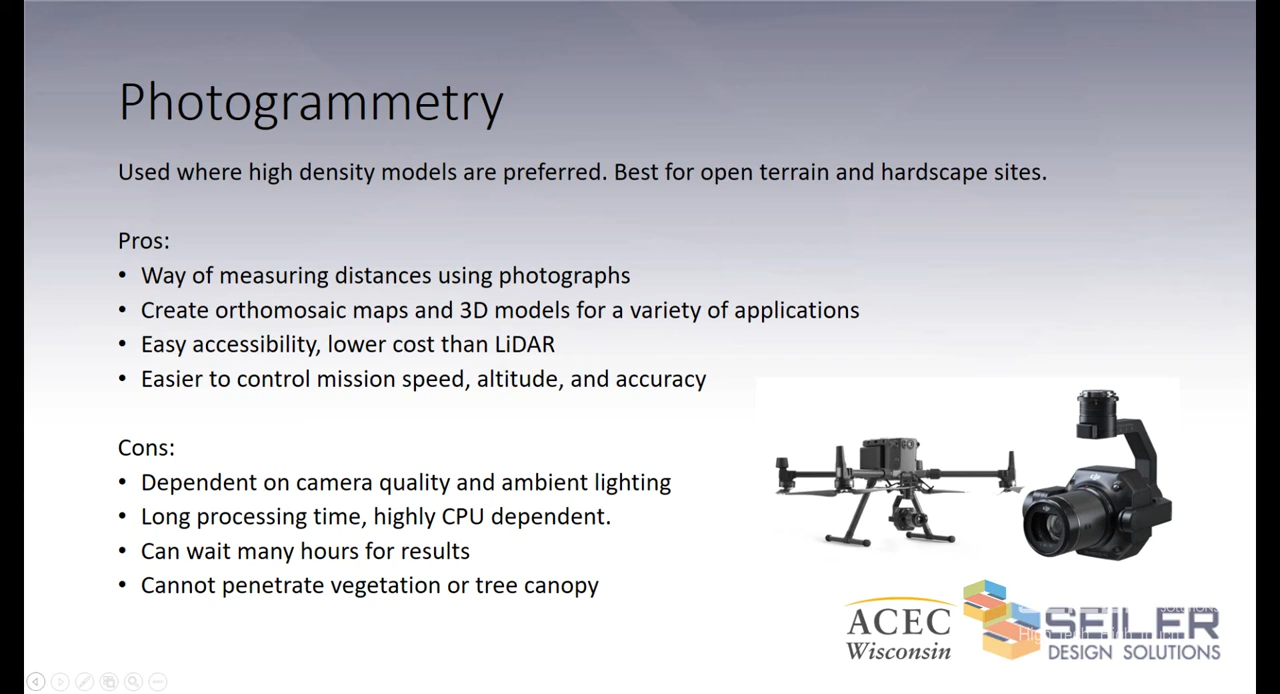 Photogrammetry
Used where high density models are preferred. Best for open terrain and hardscape sites.
Pros:
• Way of measuring distances using photographs
• Create orthomosaic maps and 3D models for a variety of applications
• Easy accessibility, lower cost than LiDAR
• Easier to control mission speed, altitude, and accuracy
Cons:
• Dependent on camera quality and ambient lighting
• Long processing time, highly CPU dependent.
• Can wait many hours for results
• Cannot penetrate vegetation or tree canopy
ACEC
Wisconsin
SEILER
DESIGN SOLUTIONS